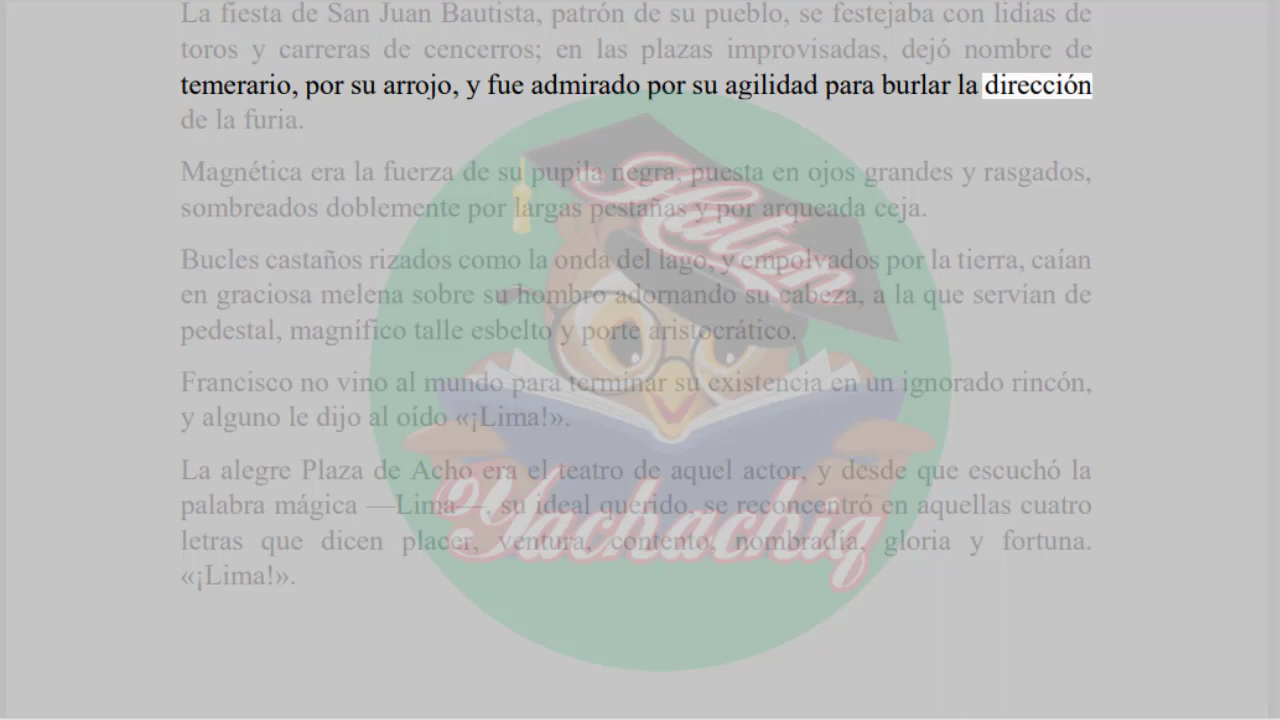 La fiesta de San Juan Bautista, patrón de su pueblo, se festejaba con lidias de
toros y carreras de cencerros; en las plazas improvisadas, dejó nombre de
temerario, por su arrojo, y fue admirado por su agilidad para burlar la dirección
de la furia.
Magnética era la fuerza de su pupila negra, puesta en ojos grandes y rasgados,
sombreados doblemente por largas pestañas y por arqueada ceja.
Bucles castaños rizados como la onda del lago, y empolvados por la tierra, caían
en graciosa melena sobre su hombro adornando su cabeza, a la que servían de
pedestal, magnífico talle esbelto y porte aristocrático.
Francisco no vino al mundo para terminar su existencia en un ignorado rincón,
y alguno le dijo al oído «¡Lima!».
La alegre Plaza de Acho era el teatro de aquel actor, y desde que escuchó la
palabra mágica —Lima—, su ideal querido, se reconcentró en aquellas cuatro
letras que dicen placer, ventura, contento, nombradía, gloria y fortuna.
«¡Lima!».
Hatun
Yachachiq